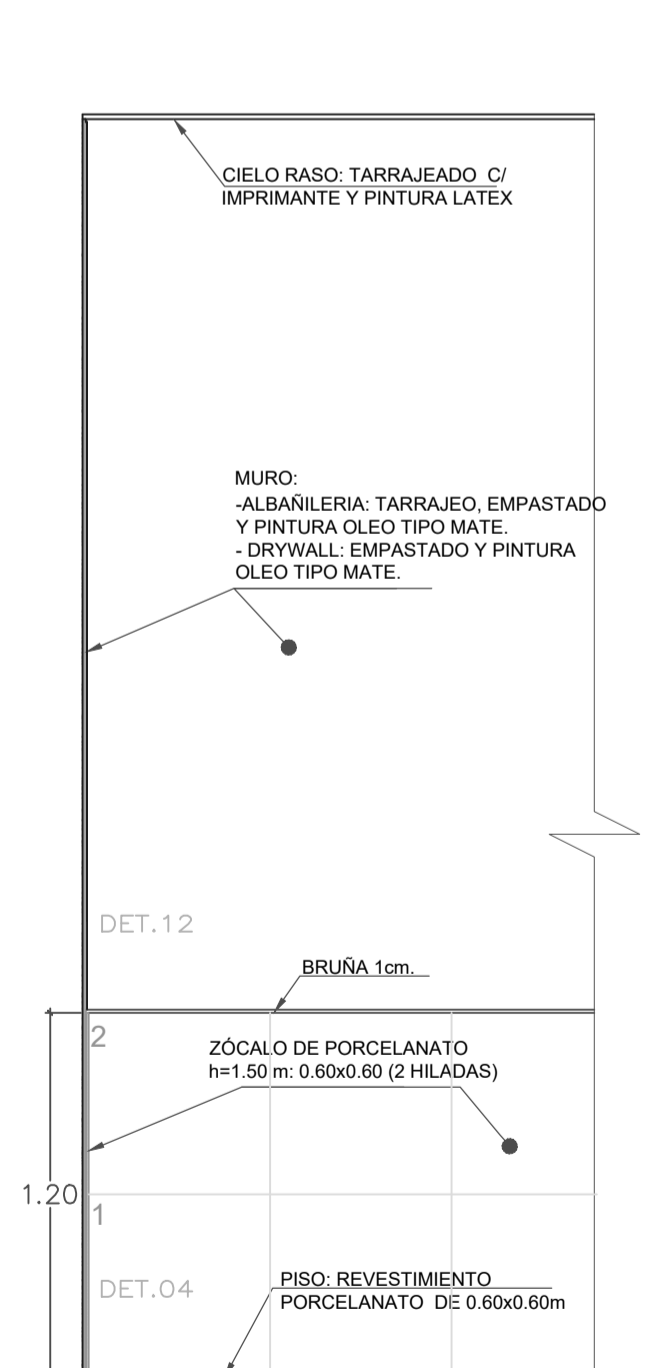 CIELO RASO: TARRAJEADO C/
IMPRIMANTE Y PINTURA LATEX
MURO:
-ALBAÑILERIA: TARRAJEO, EMPASTADO
Y PINTURA OLEO TIPO MATE.
- DRYWALL: EMPASTADO Y PINTURA
OLEO TIPO MATE.
DET.12
BRUÑA 1cm.
2
ZÓCALO DE PORCELANATO
h=1.50 m: 0.60x0.60 (2 HILADAS)
1.20
1
DET.04
PISO: REVESTIMIENTO
PORCELANATO DE 0.60x0.60m